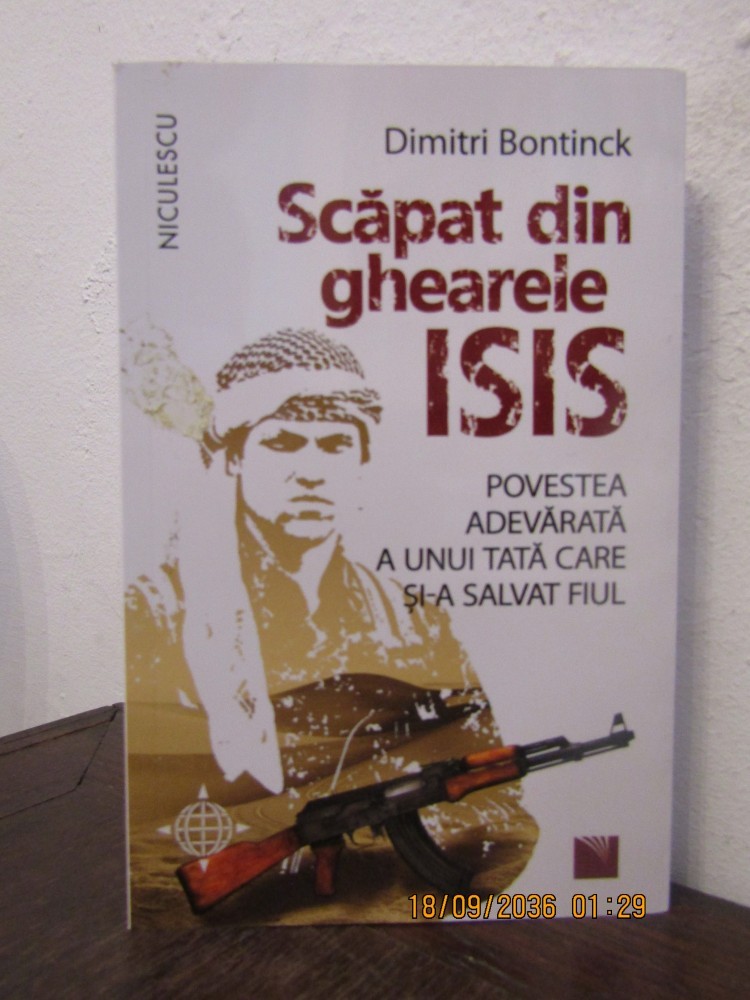 NICULESCU
Dimitri Bontinck
Scăpat din
ghearele
ISIS
POVESTEA
ADEVĂRATĂ
A UNUI TATĂ CARE
ȘI-A SALVAT FIUL
N
18/09/2036 01:29